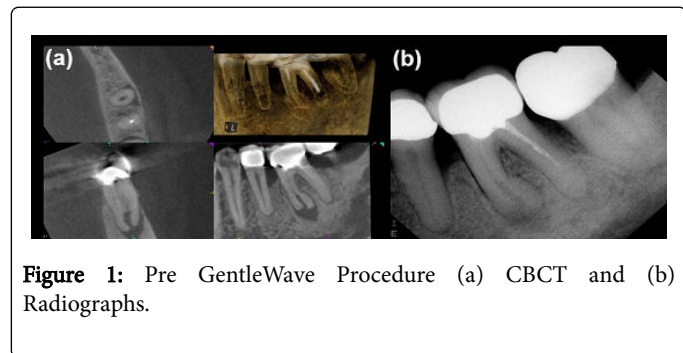 (a)
(b)
L
I
E
Figure 1: Pre GentleWave Procedure (a) CBCT and (b)
Radiographs.